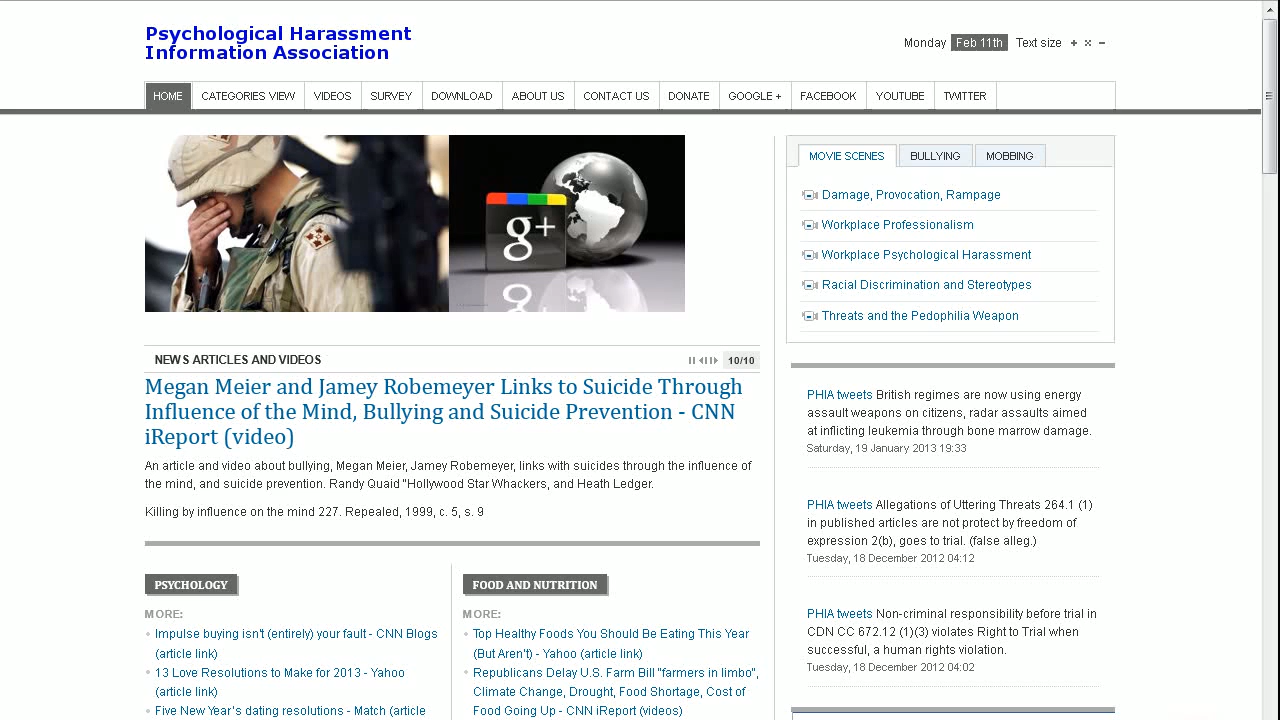 Psychological Harassment
Information Association
Monday Feb 11th Text size + × −
HOME CATEGORIES VIEW VIDEOS SURVEY DOWNLOAD ABOUT US CONTACT US DONATE GOOGLE + FACEBOOK YOUTUBE TWITTER
g+
MOVIE SCENES BULLYING MOBBING
Damage, Provocation, Rampage
Workplace Professionalism
Workplace Psychological Harassment
Racial Discrimination and Stereotypes
Threats and the Pedophilia Weapon
NEWS ARTICLES AND VIDEOS 10/10
Megan Meier and Jamey Robemeyer Links to Suicide Through
Influence of the Mind, Bullying and Suicide Prevention - CNN
iReport (video)
An article and video about bullying, Megan Meier, Jamey Robemeyer, links with suicides through the influence of
the mind, and suicide prevention. Randy Quaid "Hollywood Star Whackers, and Heath Ledger.
Killing by influence on the mind 227. Repealed, 1999, c. 5, s. 9
PHIA tweets British regimes are now using energy
assault weapons on citizens, radar assaults aimed
at inflicting leukemia through bone marrow damage.
Saturday, 19 January 2013 19:33
PHIA tweets Allegations of Uttering Threats 264.1 (1)
in published articles are not protect by freedom of
expression 2(b), goes to trial. (false alleg.)
Tuesday, 18 December 2012 04:12
PHIA tweets Non-criminal responsibility before trial in
CDN CC 672.12 (1)(3) violates Right to Trial when
successful, a human rights violation.
Tuesday, 18 December 2012 04:02
PSYCHOLOGY
MORE:
Impulse buying isn't (entirely) your fault - CNN Blogs
(article link)
13 Love Resolutions to Make for 2013 - Yahoo
(article link)
Five New Year's dating resolutions - Match (article
FOOD AND NUTRITION
MORE:
Top Healthy Foods You Should Be Eating This Year
(But Aren't) - Yahoo (article link)
Republicans Delay U.S. Farm Bill "farmers in limbo",
Climate Change, Drought, Food Shortage, Cost of
Food Going Up - CNN iReport (videos)